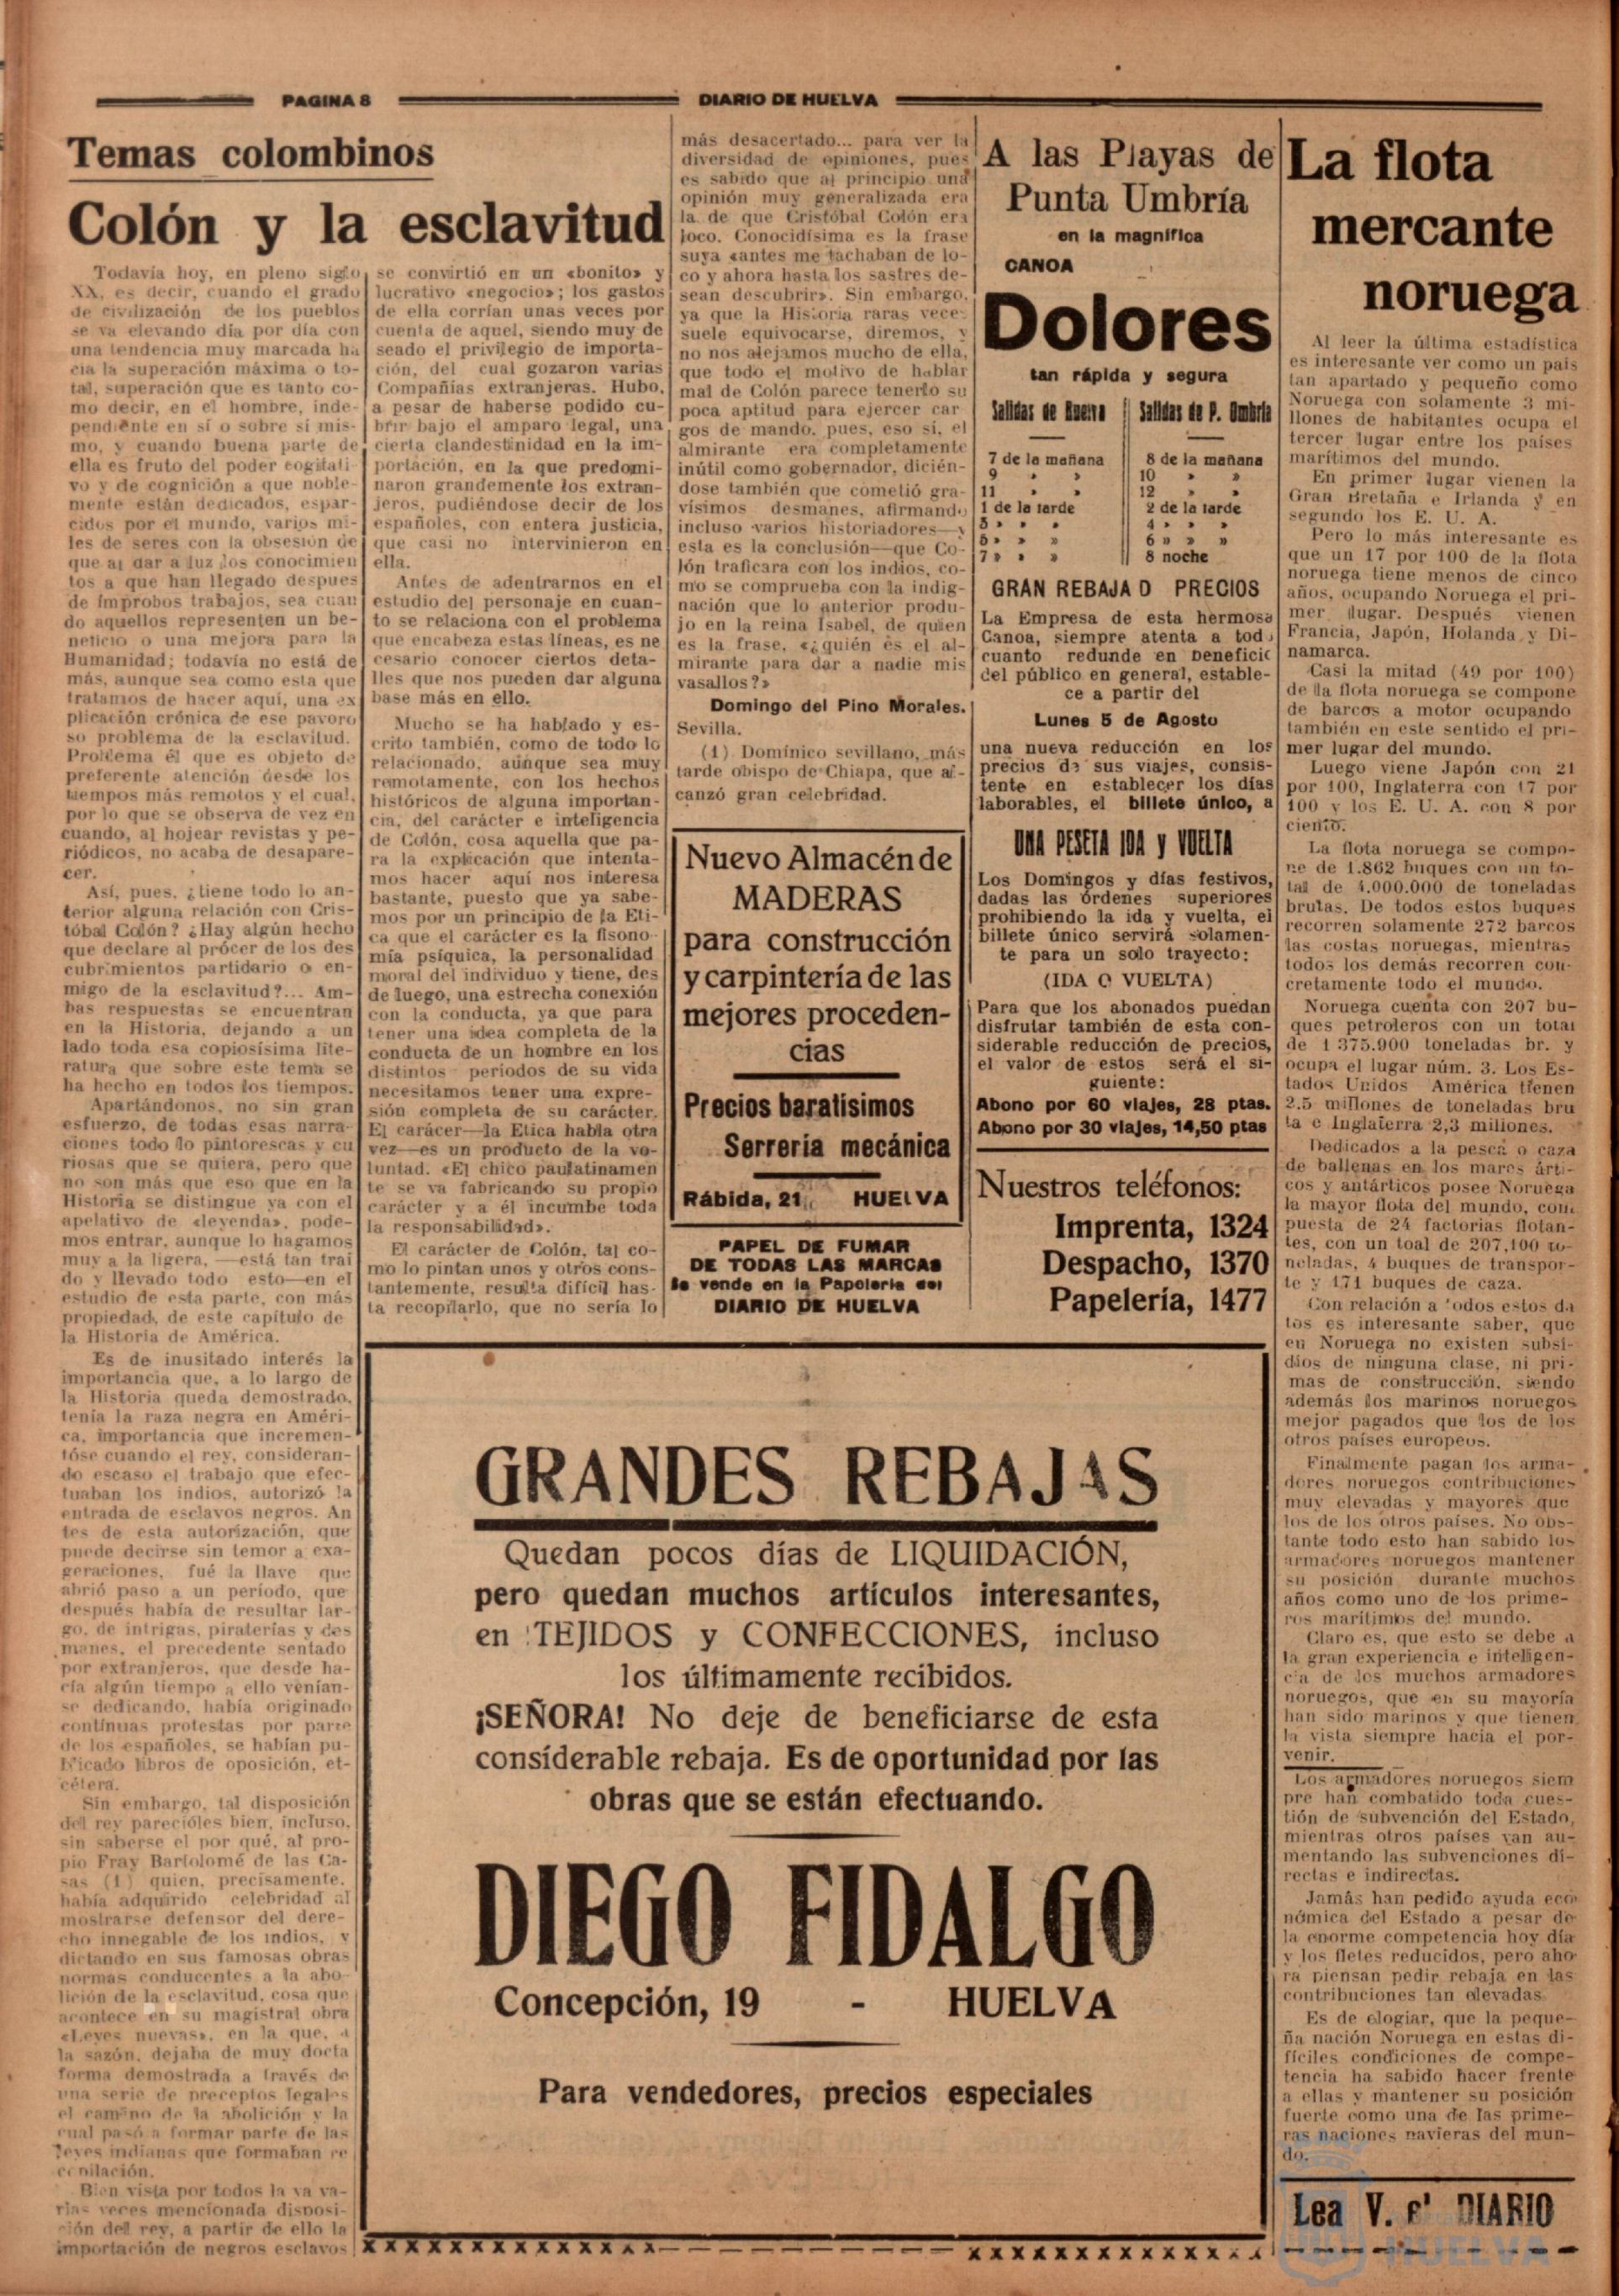 PAGINA 8
DIARIO DE HUELVA
Temas colombinos
Colón y la esclavitud
Todavía hoy, en pleno siglo
XX, es decir, cuando el grado
de civilización de los pueblos
se va elevando día por día con
una tendencia muy marcada ha
cia la superación máxima o to-
tal, superación que es tanto co-
mo decir, en el hombre, inde-
pendiente en sí o sobre si mis-
mo, y cuando buena parte de
ella es fruto del poder cogitati
vo y de cognición a que noble-
mente están dedicados, espar-
cidos por el mundo, varios mi-
les de seres con la obsesión de
que al dar a luz los conocimien
tos a que han llegado despues
de ímprobos trabajos, sea cuan
do aquellos representen un be-
neficio o una mejora para la
Humanidad; todavía no está de
más, aunque sea como esta que
tratamos de hacer aquí, una ex
plicación crónica de ese pavoro
so problema de la esclavitud.
Problema él que es objeto de
preferente atención desde los
tiempos más remotos y el cual,
por lo que se observa de vez en
cuando, al hojear revistas y pe-
riódicos, no acaba de desapare-
cer.
Así, pues, ¿tiene todo lo an-
terior alguna relación con Cris-
tóbal Colón? ¿Hay algún hecho
que declare al prócer de los des
cubrimientos partidario o ene-
migo de la esclavitud?... Am-
bas respuestas se encuentran
en la Historia, dejando a un
lado toda esa copiosísima lite-
ratura que sobre este tema se
ha hecho en todos los tiempos.
Apartándonos, no sin gran
esfuerzo, de todas esas narra-
ciones todo lo pintorescas y cu
riosas que se quiera, pero que
no son más que eso que en la
Historia se distingue ya con el
apelativo de «leyenda», pode-
mos entrar, aunque lo hagamos
muy a la ligera, —está tan trai
do y llevado todo esto—en el
estudio de esta parte, con más
propiedad, de este capítulo de
la Historia de América.
Es de inusitado interés la
importancia que, a lo largo de
la Historia queda demostrado,
tenía la raza negra en Améri-
ca, importancia que incremen-
tóse cuando el rey, consideran-
do escaso el trabajo que efec-
tuaban los indios, autorizó la
entrada de esclavos negros. An
tes de esta autorización, que
puede decirse sin temor a exa-
geraciones, fué la llave que
abrió paso a un período, que
después había de resultar lar-
go, de intrigas, piraterías y des
manes, el precedente sentado
por extranjeros, que desde ha-
cía algún tiempo a ello venían-
se dedicando, había originado
contínuas protestas por parte
de los españoles, se habían pu-
blicado libros de oposición, et-
cétera.
Sin embargo, tal disposición
del rey parecióles bien, incluso,
sin saberse el por qué, al pro-
pio Fray Bartolomé de las Ca-
sas (1) quien, precisamente,
había adquirido celebridad al
mostrarse defensor del dere-
cho innegable de los indios, y
dictando en sus famosas obras
normas conducentes a la abo-
lición de la esclavitud, cosa que
acontece en su magistral obra
«Leyes nuevas», en la que, a
la sazón, dejaba de muy docta
forma demostrada a través de
una serie de preceptos legales
el camino de la abolición y la
cual pasó a formar parte de las
leyes indianas que formaban re
copilación.
Bien vista por todos la ya va-
rias veces mencionada disposi-
ción del rey, a partir de ello la
importación de negros esclavos
se convirtió en un «bonito» y
lucrativo «negocio»; los gastos
de ella corrían unas veces por
cuenta de aquel, siendo muy de
seado el privilegio de importa-
ción, del cual gozaron varias
Compañias extranjeras. Hubo,
a pesar de haberse podido cu-
brir bajo el amparo legal, una
cierta clandestinidad en la im-
portación, en la que predomi-
naron grandemente los extran-
jeros, pudiéndose decir de los
españoles, con entera justicia,
que casi no intervinieron en
ella.
Antes de adentrarnos en el
estudio del personaje en cuan-
to se relaciona con el problema
que encabeza estas líneas, es ne
cesario conocer ciertos deta-
lles que nos pueden dar alguna
base más en ello.
Mucho se ha hablado y es-
crito también, como de todo lo
relacionado, aúnque sea muy
remotamente, con los hechos
históricos de alguna importan-
cia, del carácter e inteligencia
de Colón, cosa aquella que pa-
ra la explicación que intenta-
mos hacer aquí nos interesa
bastante, puesto que ya sabe-
mos por un principio de la Eti-
ca que el carácter es la fisono-
mía psíquica, la personalidad
moral del individuo y tiene, des
de luego, una estrecha conexión
con la conducta, ya que para
tener una idea completa de la
conducta de un hombre en los
distintos periodos de su vida
necesitamos tener una expre-
sión completa de su carácter.
El carácer—la Etica habla otra
vez—es un producto de la vo-
luntad. «El chico paulatinamen
te se va fabricando su propio
carácter y a él incumbe toda
la responsabilidad».
El carácter de Colón, tal co-
mo lo pintan unos y otros cons-
tantemente, resulta difícil has-
ta recopilarlo, que no sería lo
más desacertado... para ver la
diversidad de opiniones, pues
es sabido que al principio una
opinión muy generalizada era
la de que Cristóbal Colón era
loco. Conocidísima es la frase
suya «antes me tachaban de lo-
co y ahora hasta los sastres de-
sean descubrir». Sin embargo,
ya que la Historia raras veces
suele equivocarse, diremos, y
no nos alejamos mucho de ella,
que todo el motivo de hablar
mal de Colón parece tenerlo su
poca aptitud para ejercer car
gos de mando, pues, eso si, el
almirante era completamente
inútil como gobernador, dicién-
dose también que cometió gra-
vísimos desmanes, afirmando
incluso varios historiadores—y
esta es la conclusión—que Co-
lón traficara con los indios, co-
mo se comprueba con la indig-
nación que lo anterior produ-
jo en la reina Isabel, de quien
es la frase, «¿quién es el al-
mirante para dar a nadie mis
vasallos?»
Domingo del Pino Morales.
Sevilla.
(1) Domínico sevillano, más
tarde obispo de Chiapa, que al-
canzó gran celebridad.
Nuevo Almacén de
MADERAS
para construcción
y carpintería de las
mejores proceden-
cias
Precios baratisimos
Serrería mecánica
Rábida, 21 HUELVA
PAPEL DE FUMAR
DE TODAS LAS MARCAS
se vende en la Papelería del
DIARIO DE HUELVA
A las Playas de
Punta Umbría
en la magnífica
CANOA
Dolores
tan rápida y segura
Salidas de Huelva Salidas de P. Umbría
7 de la mañana 8 de la mañana
9 » » 10 » »
11 » » 12 » »
1 de la tarde 2 de la tarde
3 » » » 4 » » »
5 » » » 6 » » »
7 » » » 8 noche
GRAN REBAJA D PRECIOS
La Empresa de esta hermosa
Canoa, siempre atenta a tod
cuanto redunde en beneficic
del público en general, estable-
ce a partir del
Lunes 5 de Agosto
una nueva reducción en los
precios de sus viajes, consis-
tente en establecer los días
laborables, el billete único, a
UNA PESETA IDA y VUELTA
Los Domingos y días festivos,
dadas las órdenes superiores
prohibiendo la ida y vuelta, el
billete único servirá solamen-
te para un solo trayecto:
(IDA O VUELTA)
Para que los abonados puedan
disfrutar también de esta con-
siderable reducción de precios,
el valor de estos será el si-
guiente:
Abono por 60 viajes, 28 ptas.
Abono por 30 viajes, 14,50 ptas
Nuestros teléfonos:
Imprenta, 1324
Despacho, 1370
Papelería, 1477
GRANDES REBAJAS
Quedan pocos días de LIQUIDACIÓN,
pero quedan muchos artículos interesantes,
en TEJIDOS y CONFECCIONES, incluso
los últimamente recibidos.
¡SEÑORA! No deje de beneficiarse de esta
considerable rebaja. Es de oportunidad por las
obras que se están efectuando.
DIEGO FIDALGO
Concepción, 19 - HUELVA
Para vendedores, precios especiales
La flota
mercante
noruega
Al leer la última estadística
es interesante ver como un país
tan apartado y pequeño como
Noruega con solamente 3 mi-
llones de habitantes ocupa el
tercer lugar entre los países
marítimos del mundo.
En primer lugar vienen la
Gran Bretaña e Irlanda y en
segundo los E. U. A.
Pero lo más interesante es
que un 17 por 100 de la flota
noruega tiene menos de cinco
años, ocupando Noruega el pri-
mer lugar. Después vienen
Francia, Japón, Holanda y Di-
namarca.
Casi la mitad (49 por 100)
de la flota noruega se compone
de barcos a motor ocupando
también en este sentido el pri-
mer lugar del mundo.
Luego viene Japón con 21
por 100, Inglaterra con 17 por
100 y los E. U. A. con 8 por
ciento.
La flota noruega se compo-
ne de 1.862 buques con un to-
tal de 4.000.000 de toneladas
brutas. De todos estos buques
recorren solamente 272 barcos
las costas noruegas, mientras
todos los demás recorren con-
cretamente todo el mundo.
Noruega cuenta con 207 bu-
ques petroleros con un total
de 1 375.900 toneladas br. y
ocupa el lugar núm. 3. Los Es-
tados Unidos América tienen
2.5 millones de toneladas bru
ta e Inglaterra 2,3 millones.
Dedicados a la pesca o caza
de ballenas en los mares árti-
cos y antárticos posee Noruega
la mayor flota del mundo, com
puesta de 24 factorias flotan-
tes, con un toal de 207,100 to-
neladas, 4 buques de transpor-
te y 171 buques de caza.
Con relación a todos estos da
tos es interesante saber, que
en Noruega no existen subsi-
dios de ninguna clase, ni pri-
mas de construcción, siendo
además los marinos noruegos
mejor pagados que los de los
otros países europeos.
Finalmente pagan los arma-
dores noruegos contribuciones
muy elevadas y mayores que
los de los otros países. No obs-
tante todo esto han sabido los
armadores noruegos mantener
su posición durante muchos
años como uno de los prime-
ros marítimos del mundo.
Claro es, que esto se debe a
la gran experiencia e inteligen-
cia de los muchos armadores
noruegos, que en su mayoría
han sido marinos y que tienen
la vista siempre hacia el por-
venir.
Los armadores noruegos siem
pre han combatido toda cues-
tión de subvención del Estado,
mientras otros países van au-
mentando las subvenciones di-
rectas e indirectas.
Jamás han pedido ayuda eco
nómica del Estado a pesar de
la enorme competencia hoy día
y los fletes reducidos, pero aho
ra piensan pedir rebaja en las
contribuciones tan elevadas.
Es de elogiar, que la peque-
ña nación Noruega en estas di-
fíciles condiciones de compe-
tencia ha sabido hacer frente
a ellas y mantener su posición
fuerte como una de las prime-
ras naciones navieras del mun-
do.
Lea V. el DIARIO
HUELVA